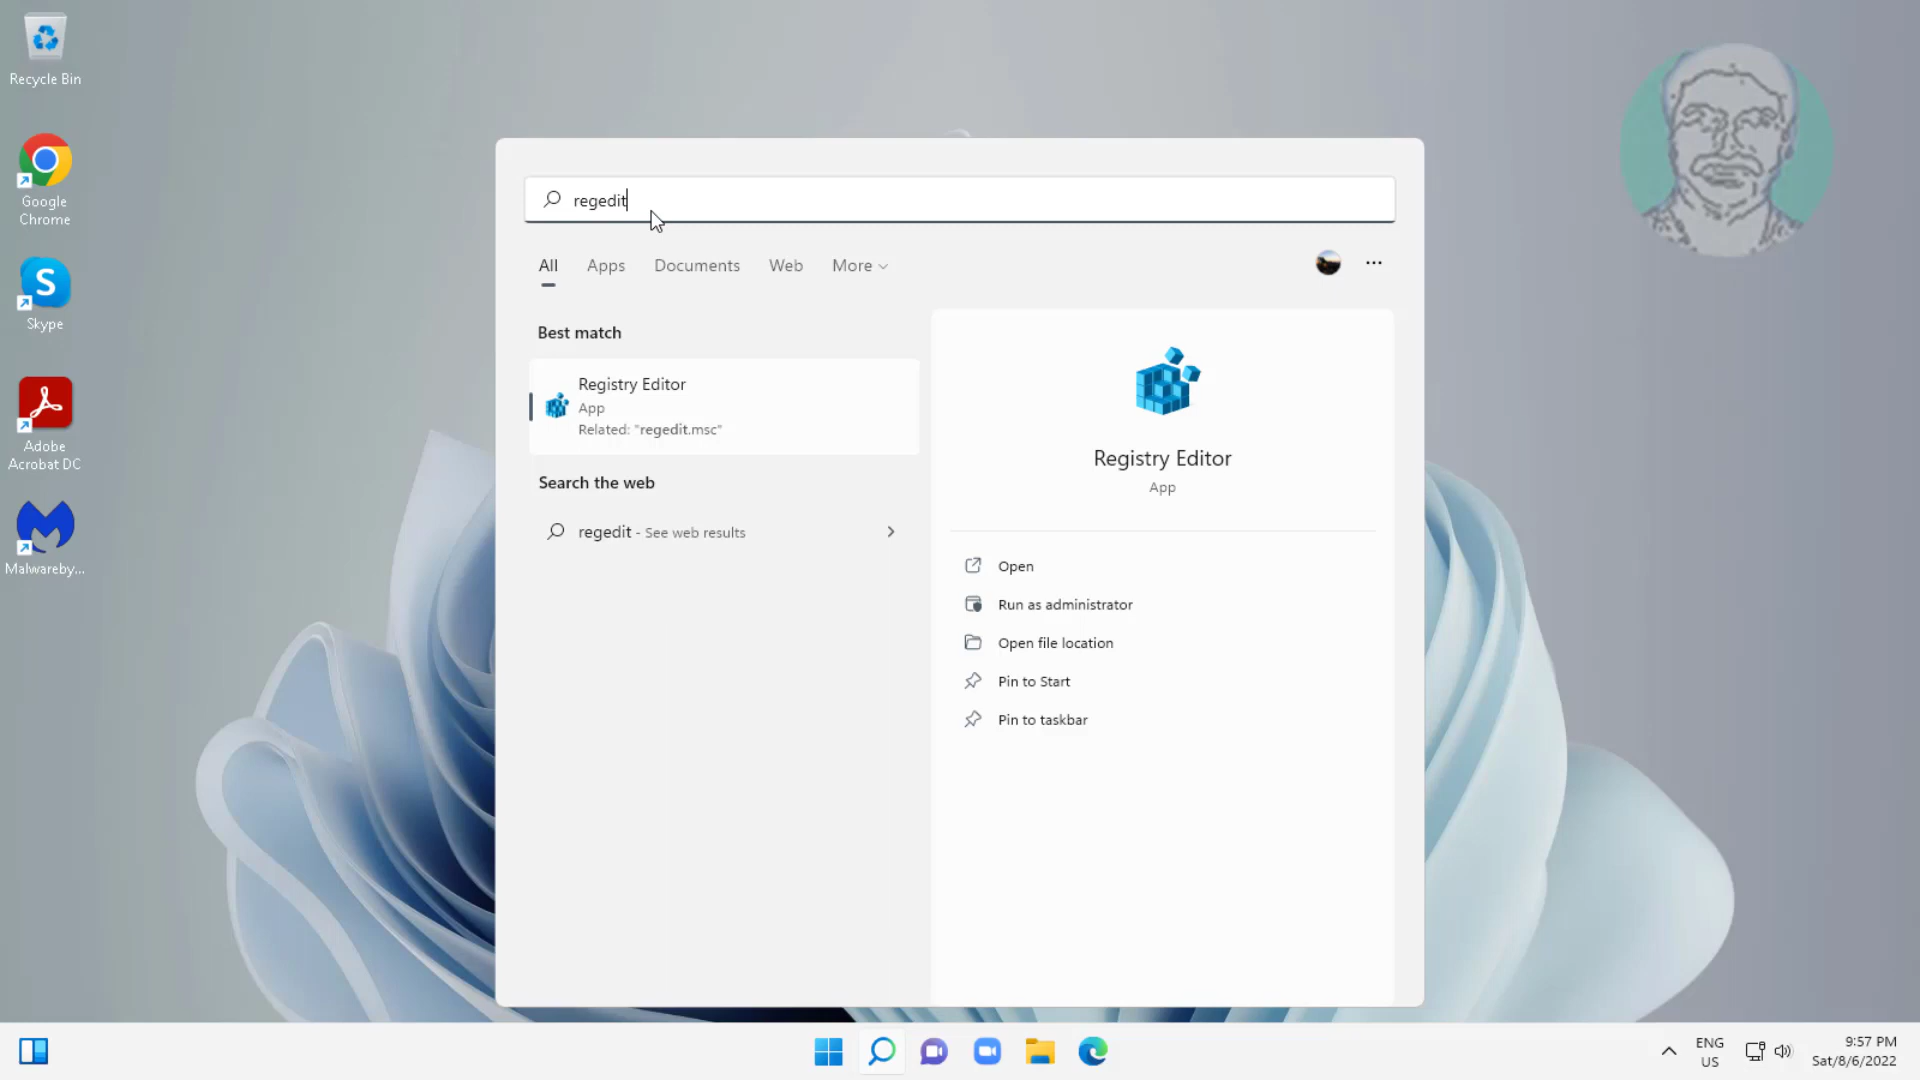 Recycle Bin
Google
Chrome
Skype
Adobe
Acrobat DC
Malwareby...
regedit
All Apps Documents Web More
Best match
Registry Editor
App
Related: "regedit.msc"
Search the web
regedit - See web results
Registry Editor
App
Open
Run as administrator
Open file location
Pin to Start
Pin to taskbar
ENG
US
9:57 PM
Sat/8/6/2022